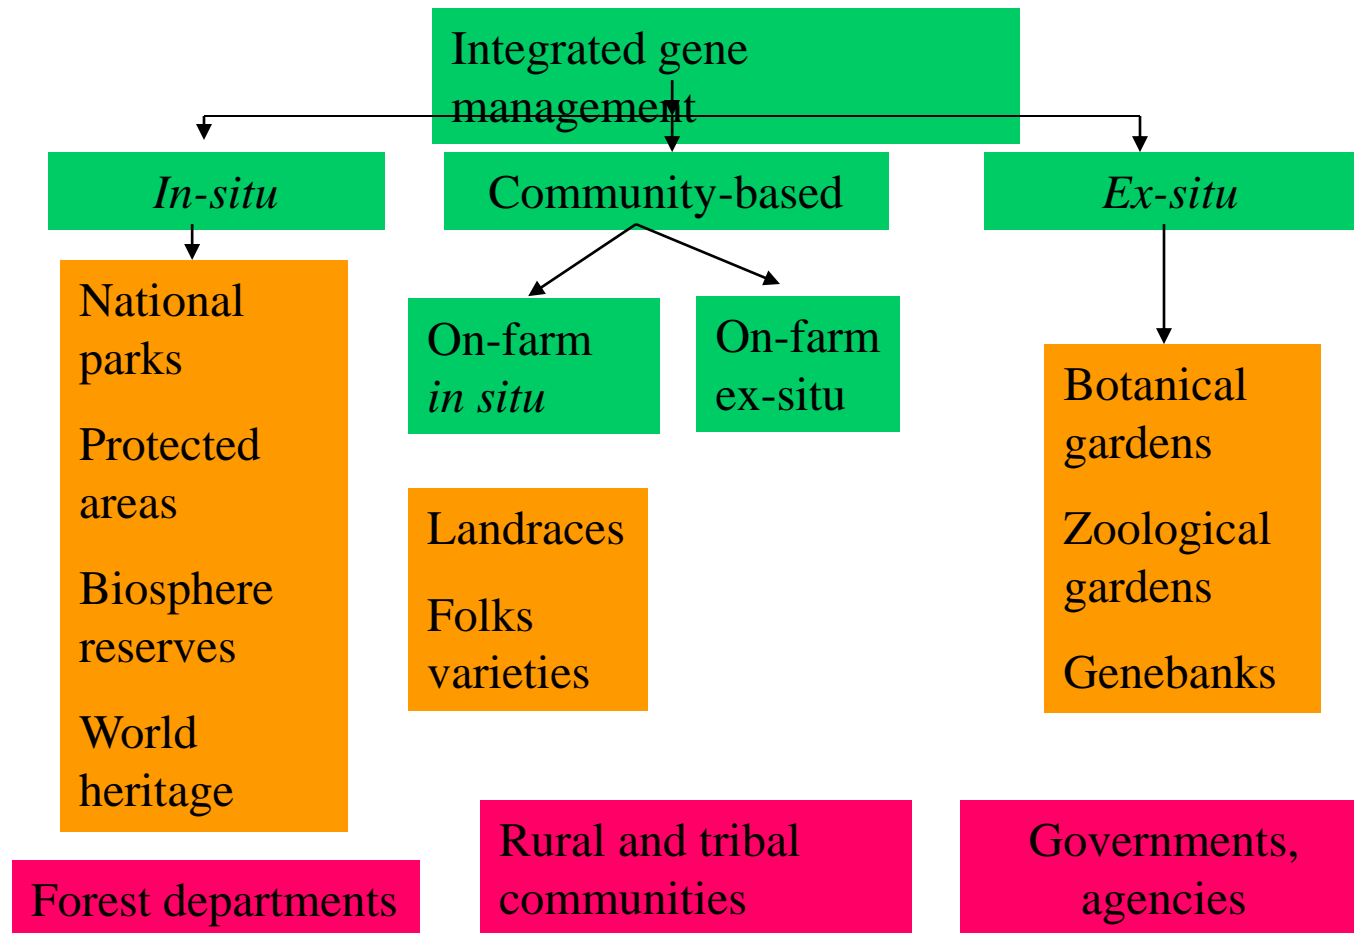 Integrated gene
management
In-situ
Community-based
Ex-situ
National
parks
Protected
areas
Biosphere
reserves
World
heritage
On-farm
in situ
On-farm
ex-situ
Landraces
Folks
varieties
Botanical
gardens
Zoological
gardens
Genebanks
Forest departments
Rural and tribal
communities
Governments,
agencies